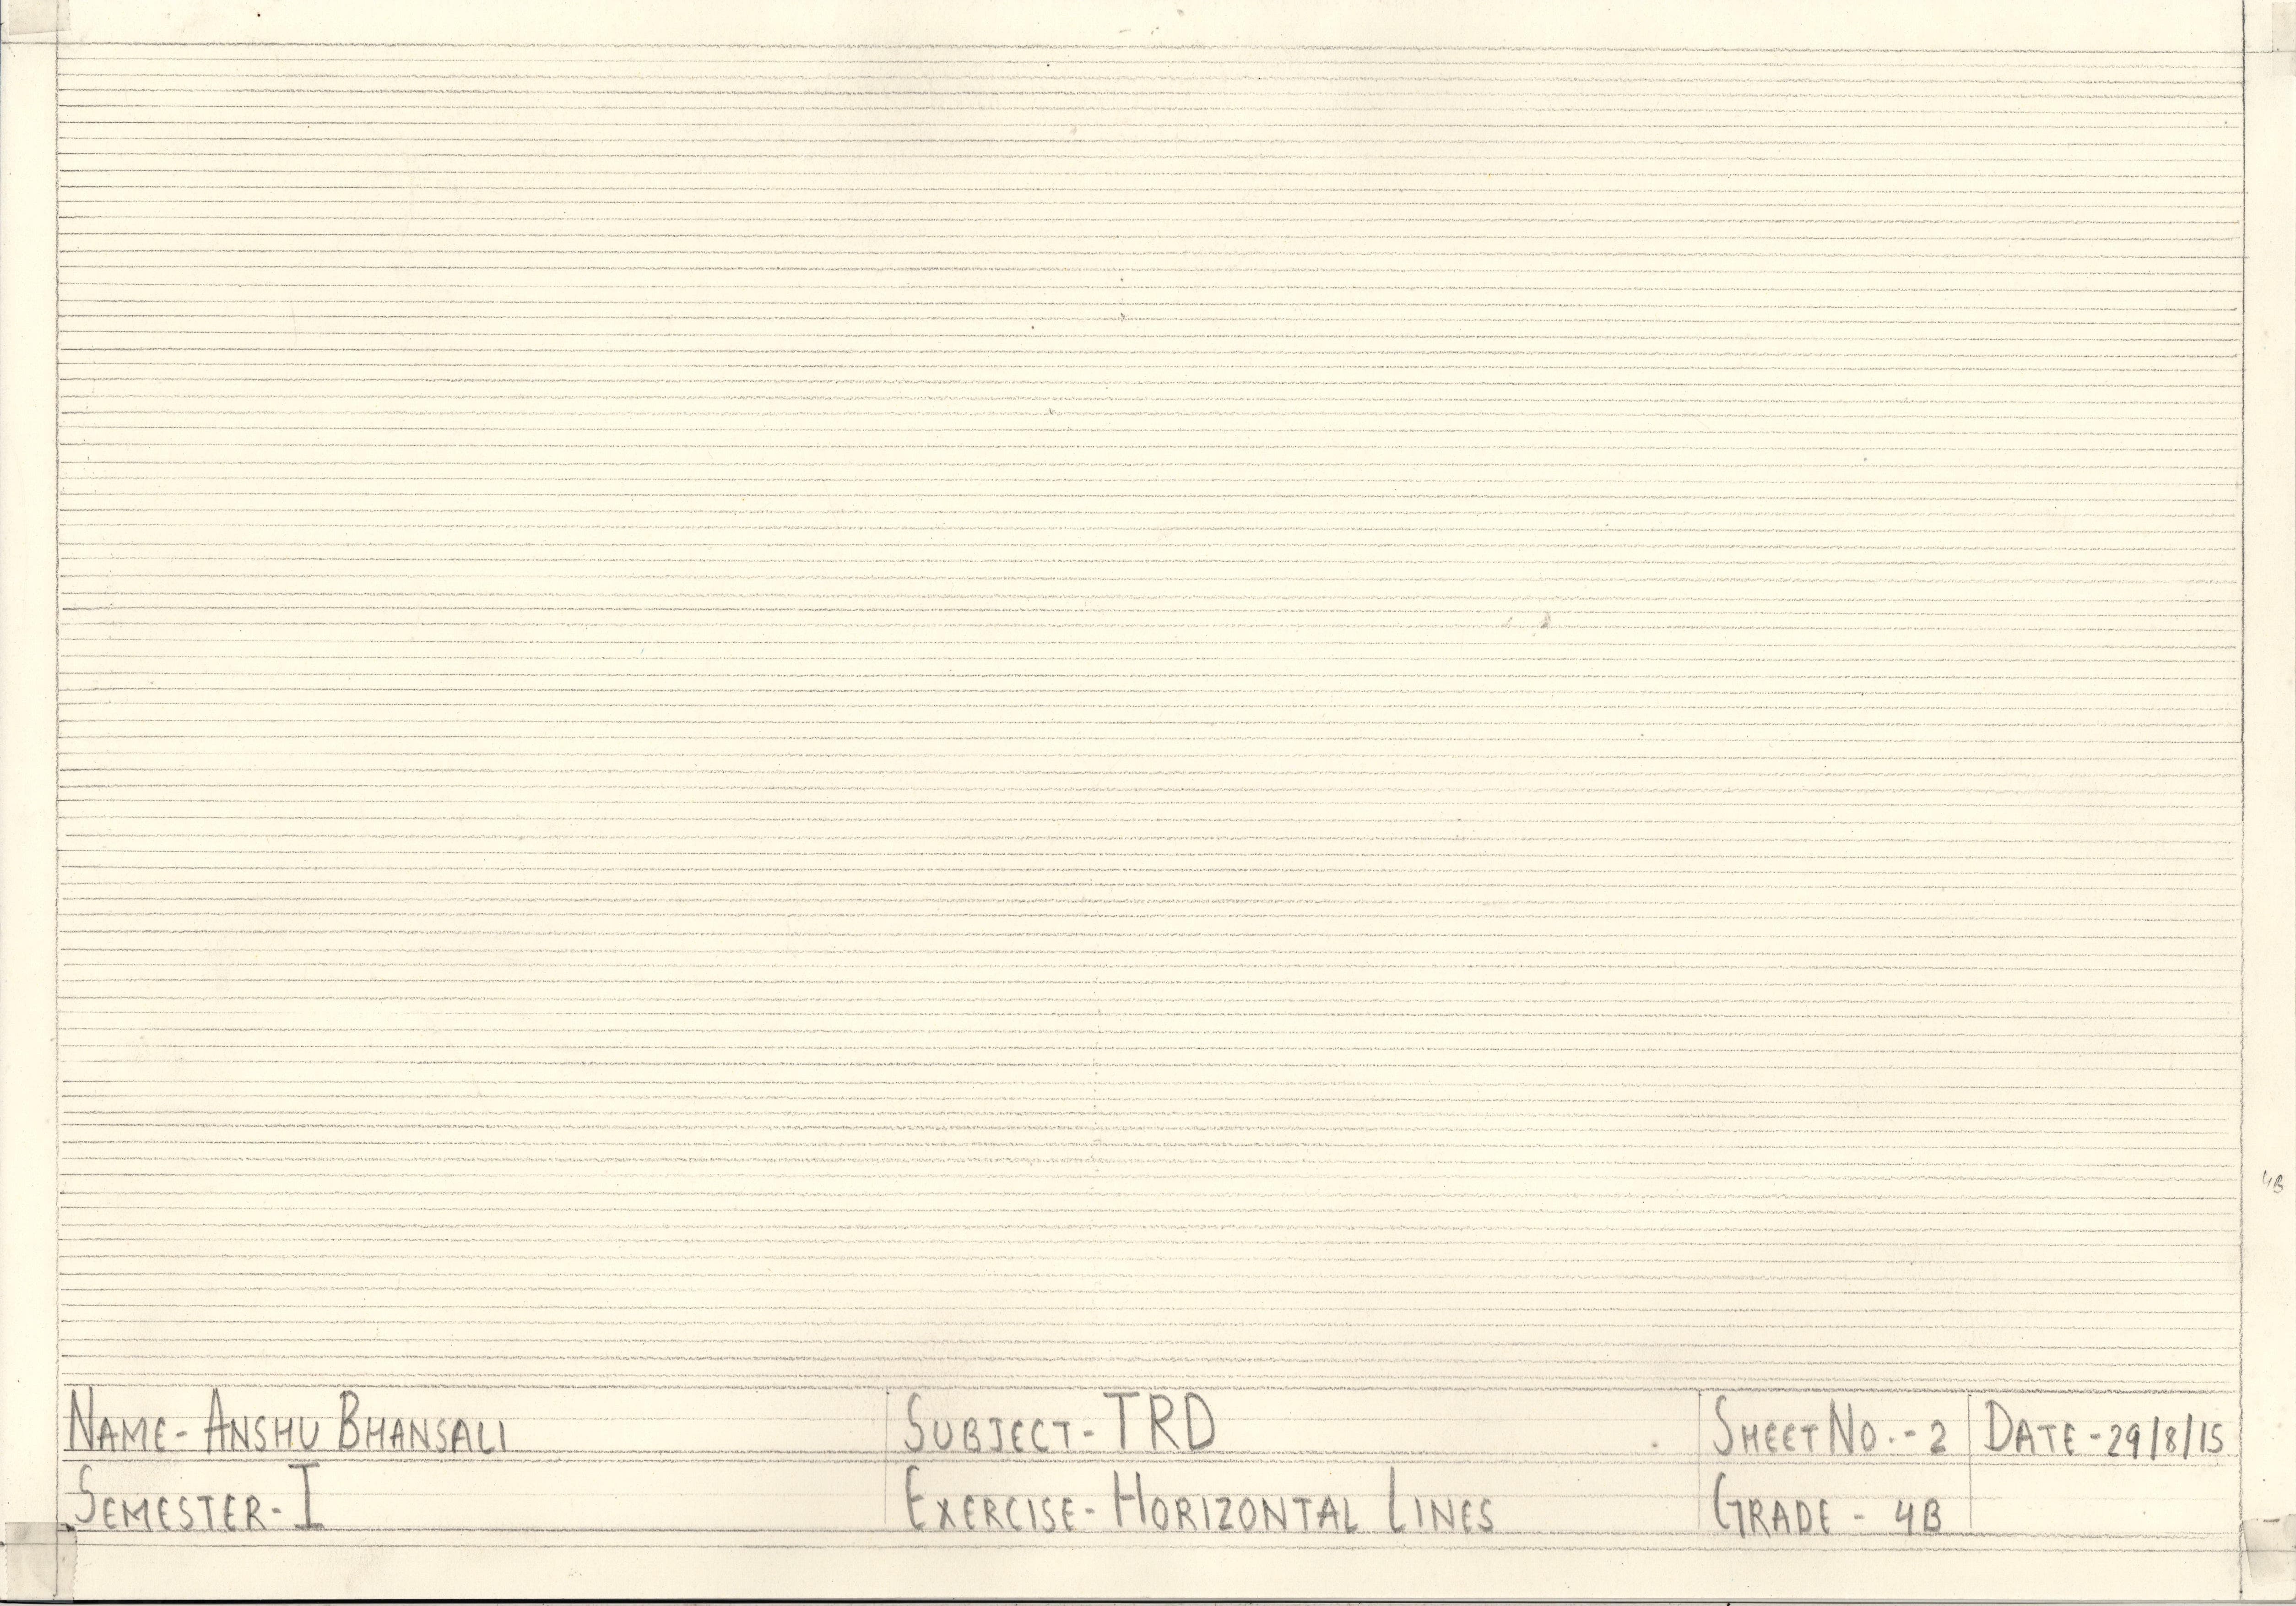 NAME- ANSHU BHANSALI SUBJECT- TRD SHEET NO.- 2 DATE -29/8/15
SEMESTER- I EXERCISE- HORIZONTAL LINES GRADE - 4B
4B